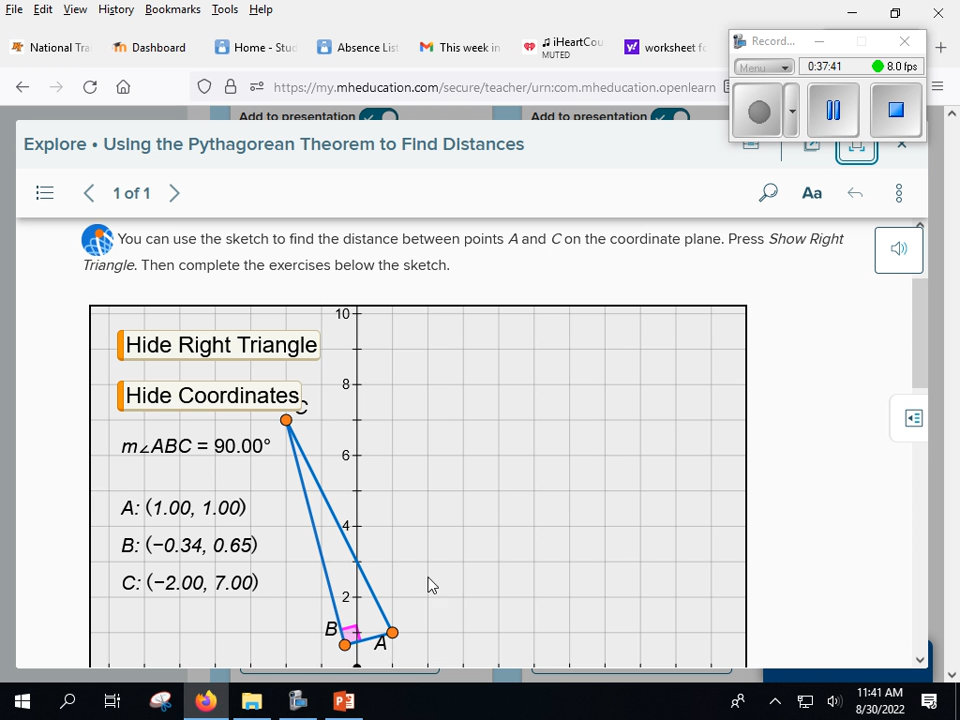 File Edit View History Bookmarks Tools Help
National Tra
Dashboard
Home - Stud
Absence List
This week in
iHeartCou
MUTED
worksheet fo
Record...
Menu
0:37:41
8.0 fps
https://my.mheducation.com/secure/teacher/urn:com.mheducation.openlearn
Add to presentation
Add to presentation
Explore • Using the Pythagorean Theorem to Find Distances
1 of 1
Aa
You can use the sketch to find the distance between points A and C on the coordinate plane. Press Show Right
Triangle. Then complete the exercises below the sketch.
10
Hide Right Triangle
8
Hide Coordinates
C
m∠ABC = 90.00°
6
A: (1.00, 1.00)
4
B: (−0.34, 0.65)
C: (−2.00, 7.00)
2
B
A
11:41 AM
8/30/2022